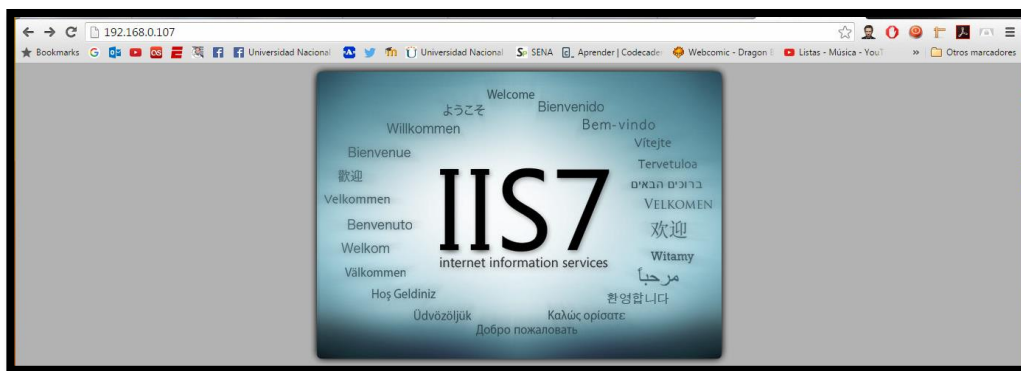 192.168.0.107
Bookmarks Universidad Nacional Universidad Nacional SENA Aprender | Codecade Webcomic - Dragon Listas - Música - You » Otros marcadores
Welcome
ようこそ Bienvenido
Willkommen Bem-vindo
Bienvenue Vítejte
歡迎 Tervetuloa
ברוכים הבאים
Velkommen VELKOMEN
Benvenuto 欢迎
IIS7
Welkom Witamy
internet information services
Välkommen مرحباً
Hoş Geldiniz 환영합니다
Üdvözöljük Καλώς ορίσατε
Добро пожаловать